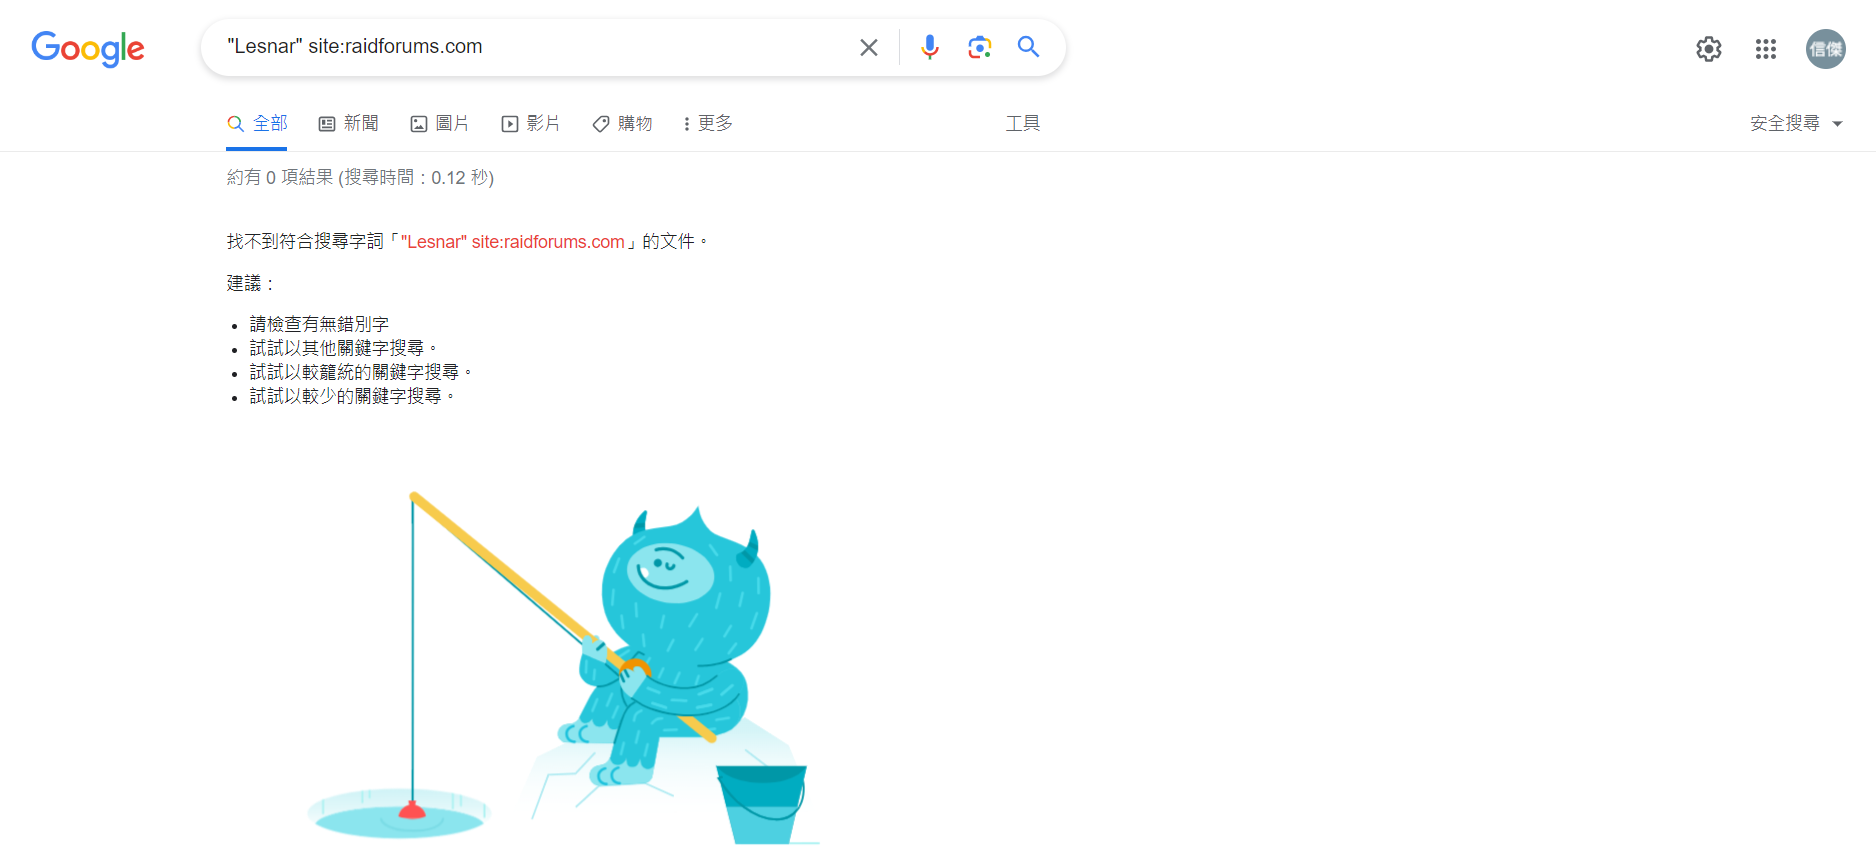 Google
"Lesnar" site:raidforums.com
信傑
全部 新聞 圖片 影片 購物 更多 工具 安全搜尋
約有 0 項結果 (搜尋時間：0.12 秒)
找不到符合搜尋字詞「"Lesnar" site:raidforums.com」的文件。
建議：
請檢查有無錯別字
試試以其他關鍵字搜尋。
試試以較籠統的關鍵字搜尋。
試試以較少的關鍵字搜尋。